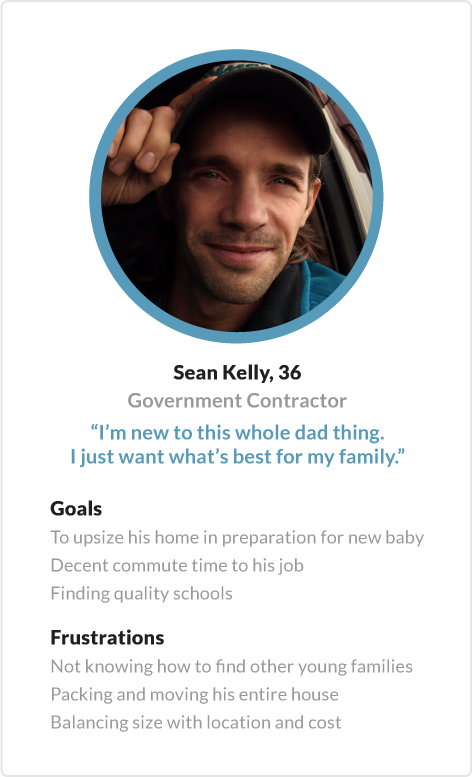 Sean Kelly, 36
Government Contractor
“I’m new to this whole dad thing.
I just want what’s best for my family.”
Goals
To upsize his home in preparation for new baby
Decent commute time to his job
Finding quality schools
Frustrations
Not knowing how to find other young families
Packing and moving his entire house
Balancing size with location and cost